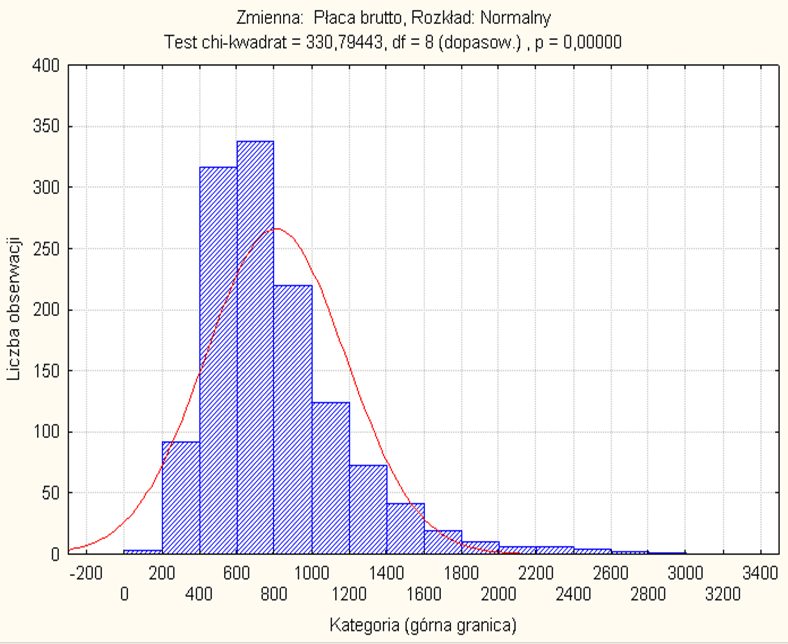 Zmienna: Płaca brutto, Rozkład: Normalny
Test chi-kwadrat = 330,79443, df = 8 (dopasow.) , p = 0,00000
400
350
300
250
200
150
100
50
0
Liczba obserwacji
-200 200 600 1000 1400 1800 2200 2600 3000 3400
0 400 800 1200 1600 2000 2400 2800 3200
Kategoria (górna granica)